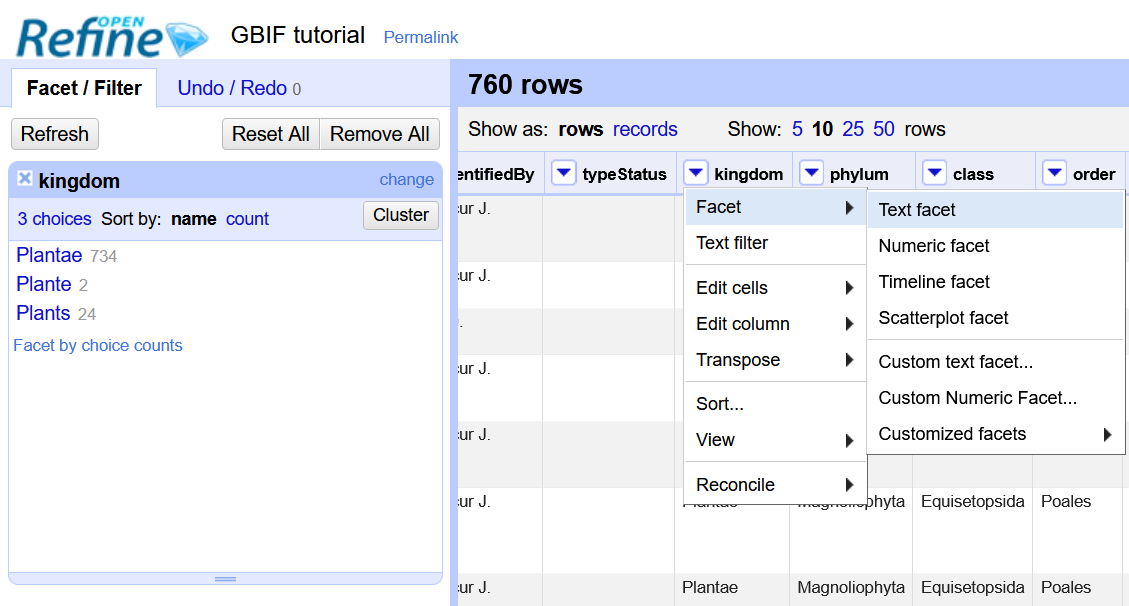 OPEN
Refine GBIF tutorial Permalink
Facet / Filter Undo / Redo 0
760 rows
Refresh Reset All Remove All
Show as: rows records Show: 5 10 25 50 rows
kingdom change
3 choices Sort by: name count Cluster
Plantae 734
Plante 2
Plants 24
Facet by choice counts
entifiedBy typeStatus kingdom phylum class order
cur J.
cur J.
cur J.
cur J.
cur J. Plantae Magnoliophyta Equisetopsida Poales
cur J. Plantae Magnoliophyta Equisetopsida Poales
Facet
Text filter
Edit cells
Edit column
Transpose
Sort...
View
Reconcile
Text facet
Numeric facet
Timeline facet
Scatterplot facet
Custom text facet...
Custom Numeric Facet...
Customized facets